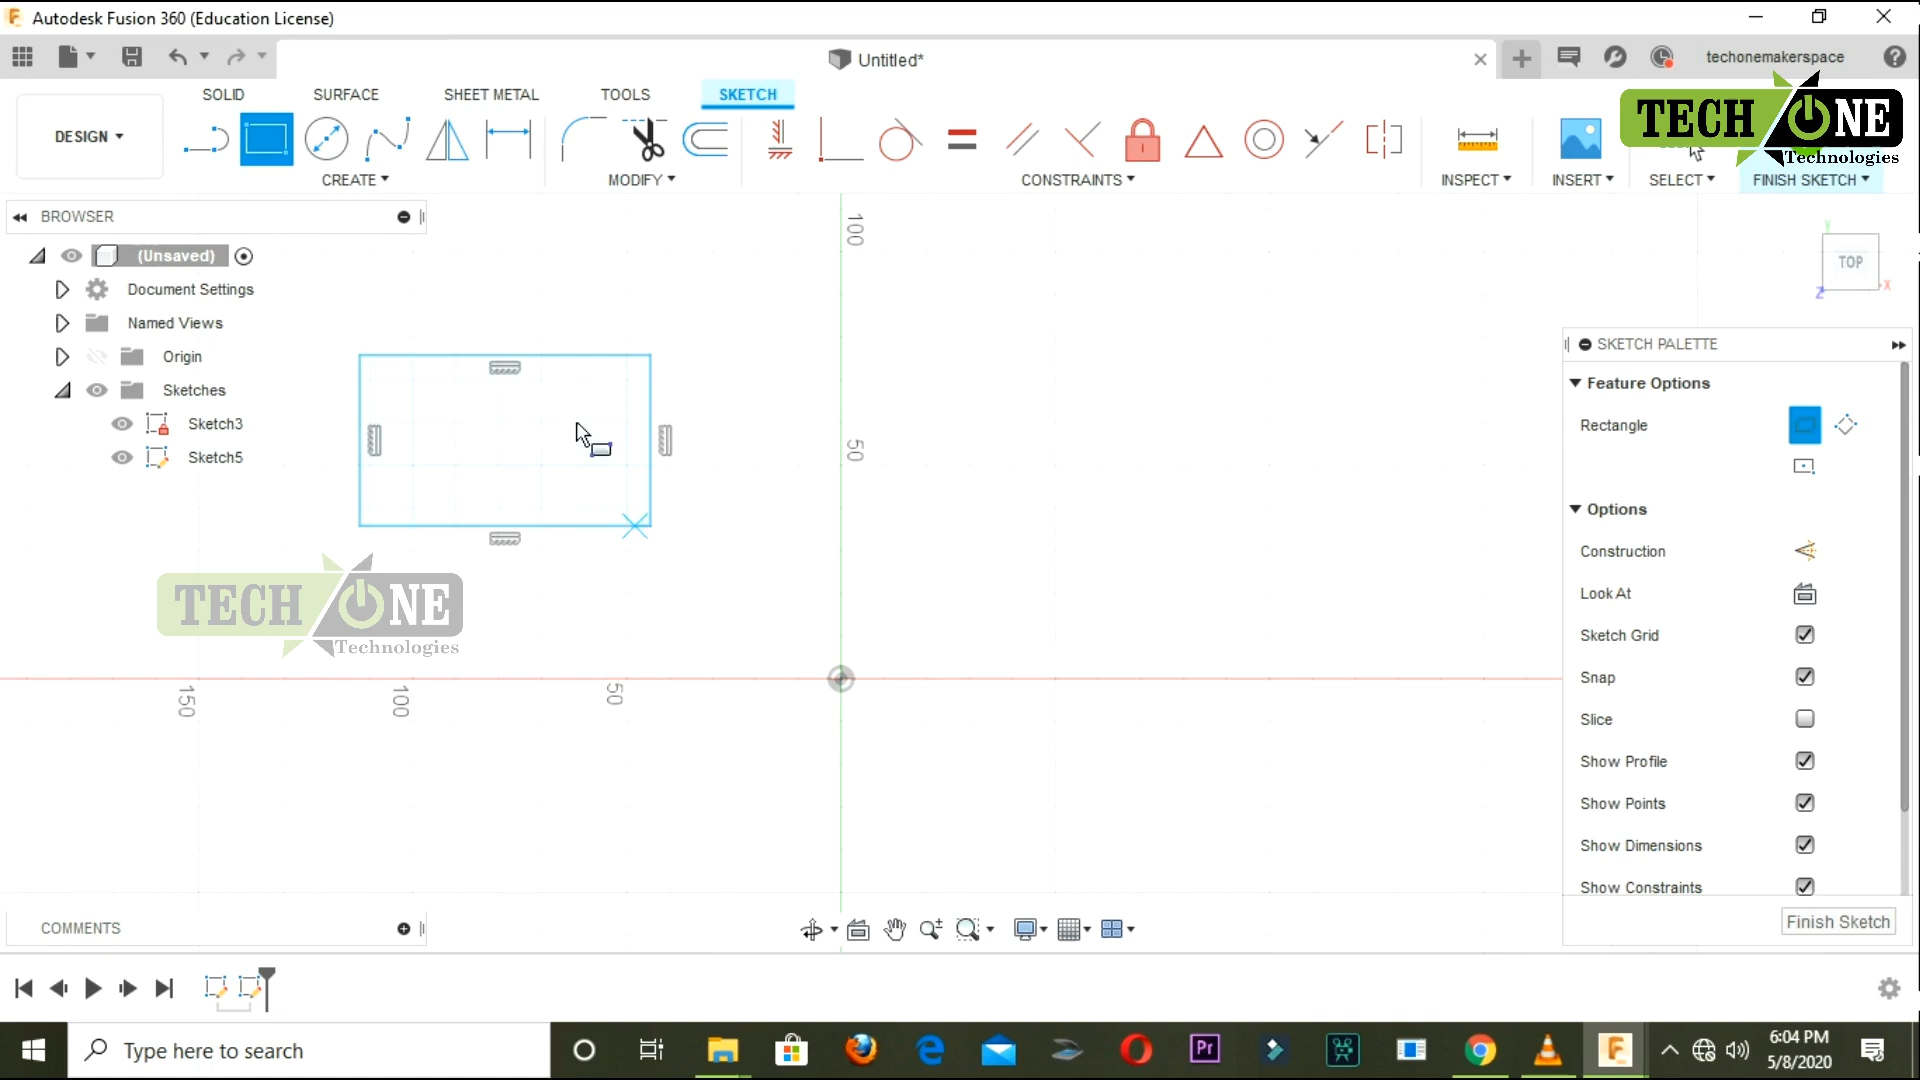 Autodesk Fusion 360 (Education License)
Untitled*
techonemakerspace
SOLID SURFACE SHEET METAL TOOLS SKETCH
TECH ONE
Technologies
DESIGN
CREATE MODIFY CONSTRAINTS INSPECT INSERT SELECT FINISH SKETCH
BROWSER
(Unsaved)
Document Settings
Named Views
Origin
Sketches
Sketch3
Sketch5
100
50
150
100
50
TOP
Y
X
Z
TECH ONE
Technologies
SKETCH PALETTE
Feature Options
Rectangle
Options
Construction
Look At
Sketch Grid
Snap
Slice
Show Profile
Show Points
Show Dimensions
Show Constraints
Finish Sketch
COMMENTS
Type here to search
Pr
6:04 PM
5/8/2020